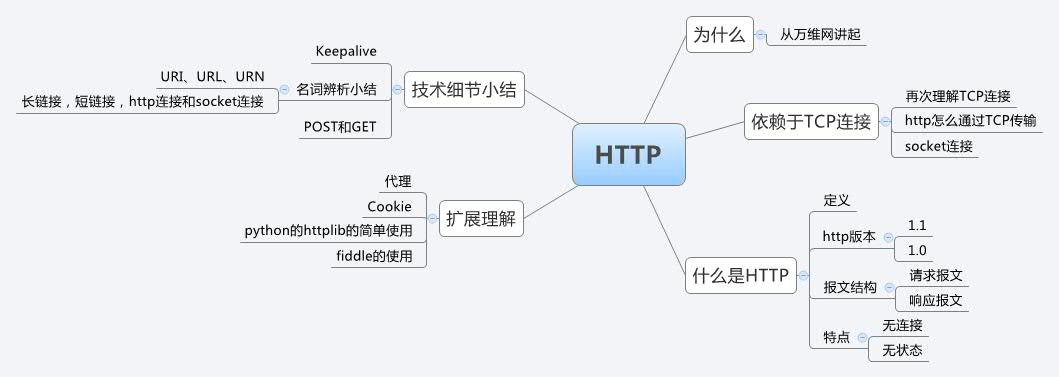 HTTP
为什么
从万维网讲起
依赖于TCP连接
再次理解TCP连接
http怎么通过TCP传输
socket连接
什么是HTTP
定义
http版本
1.1
1.0
报文结构
请求报文
响应报文
特点
无连接
无状态
技术细节小结
Keepalive
名词辨析小结
URI、URL、URN
长链接，短链接，http连接和socket连接
POST和GET
扩展理解
代理
Cookie
python的httplib的简单使用
fiddle的使用